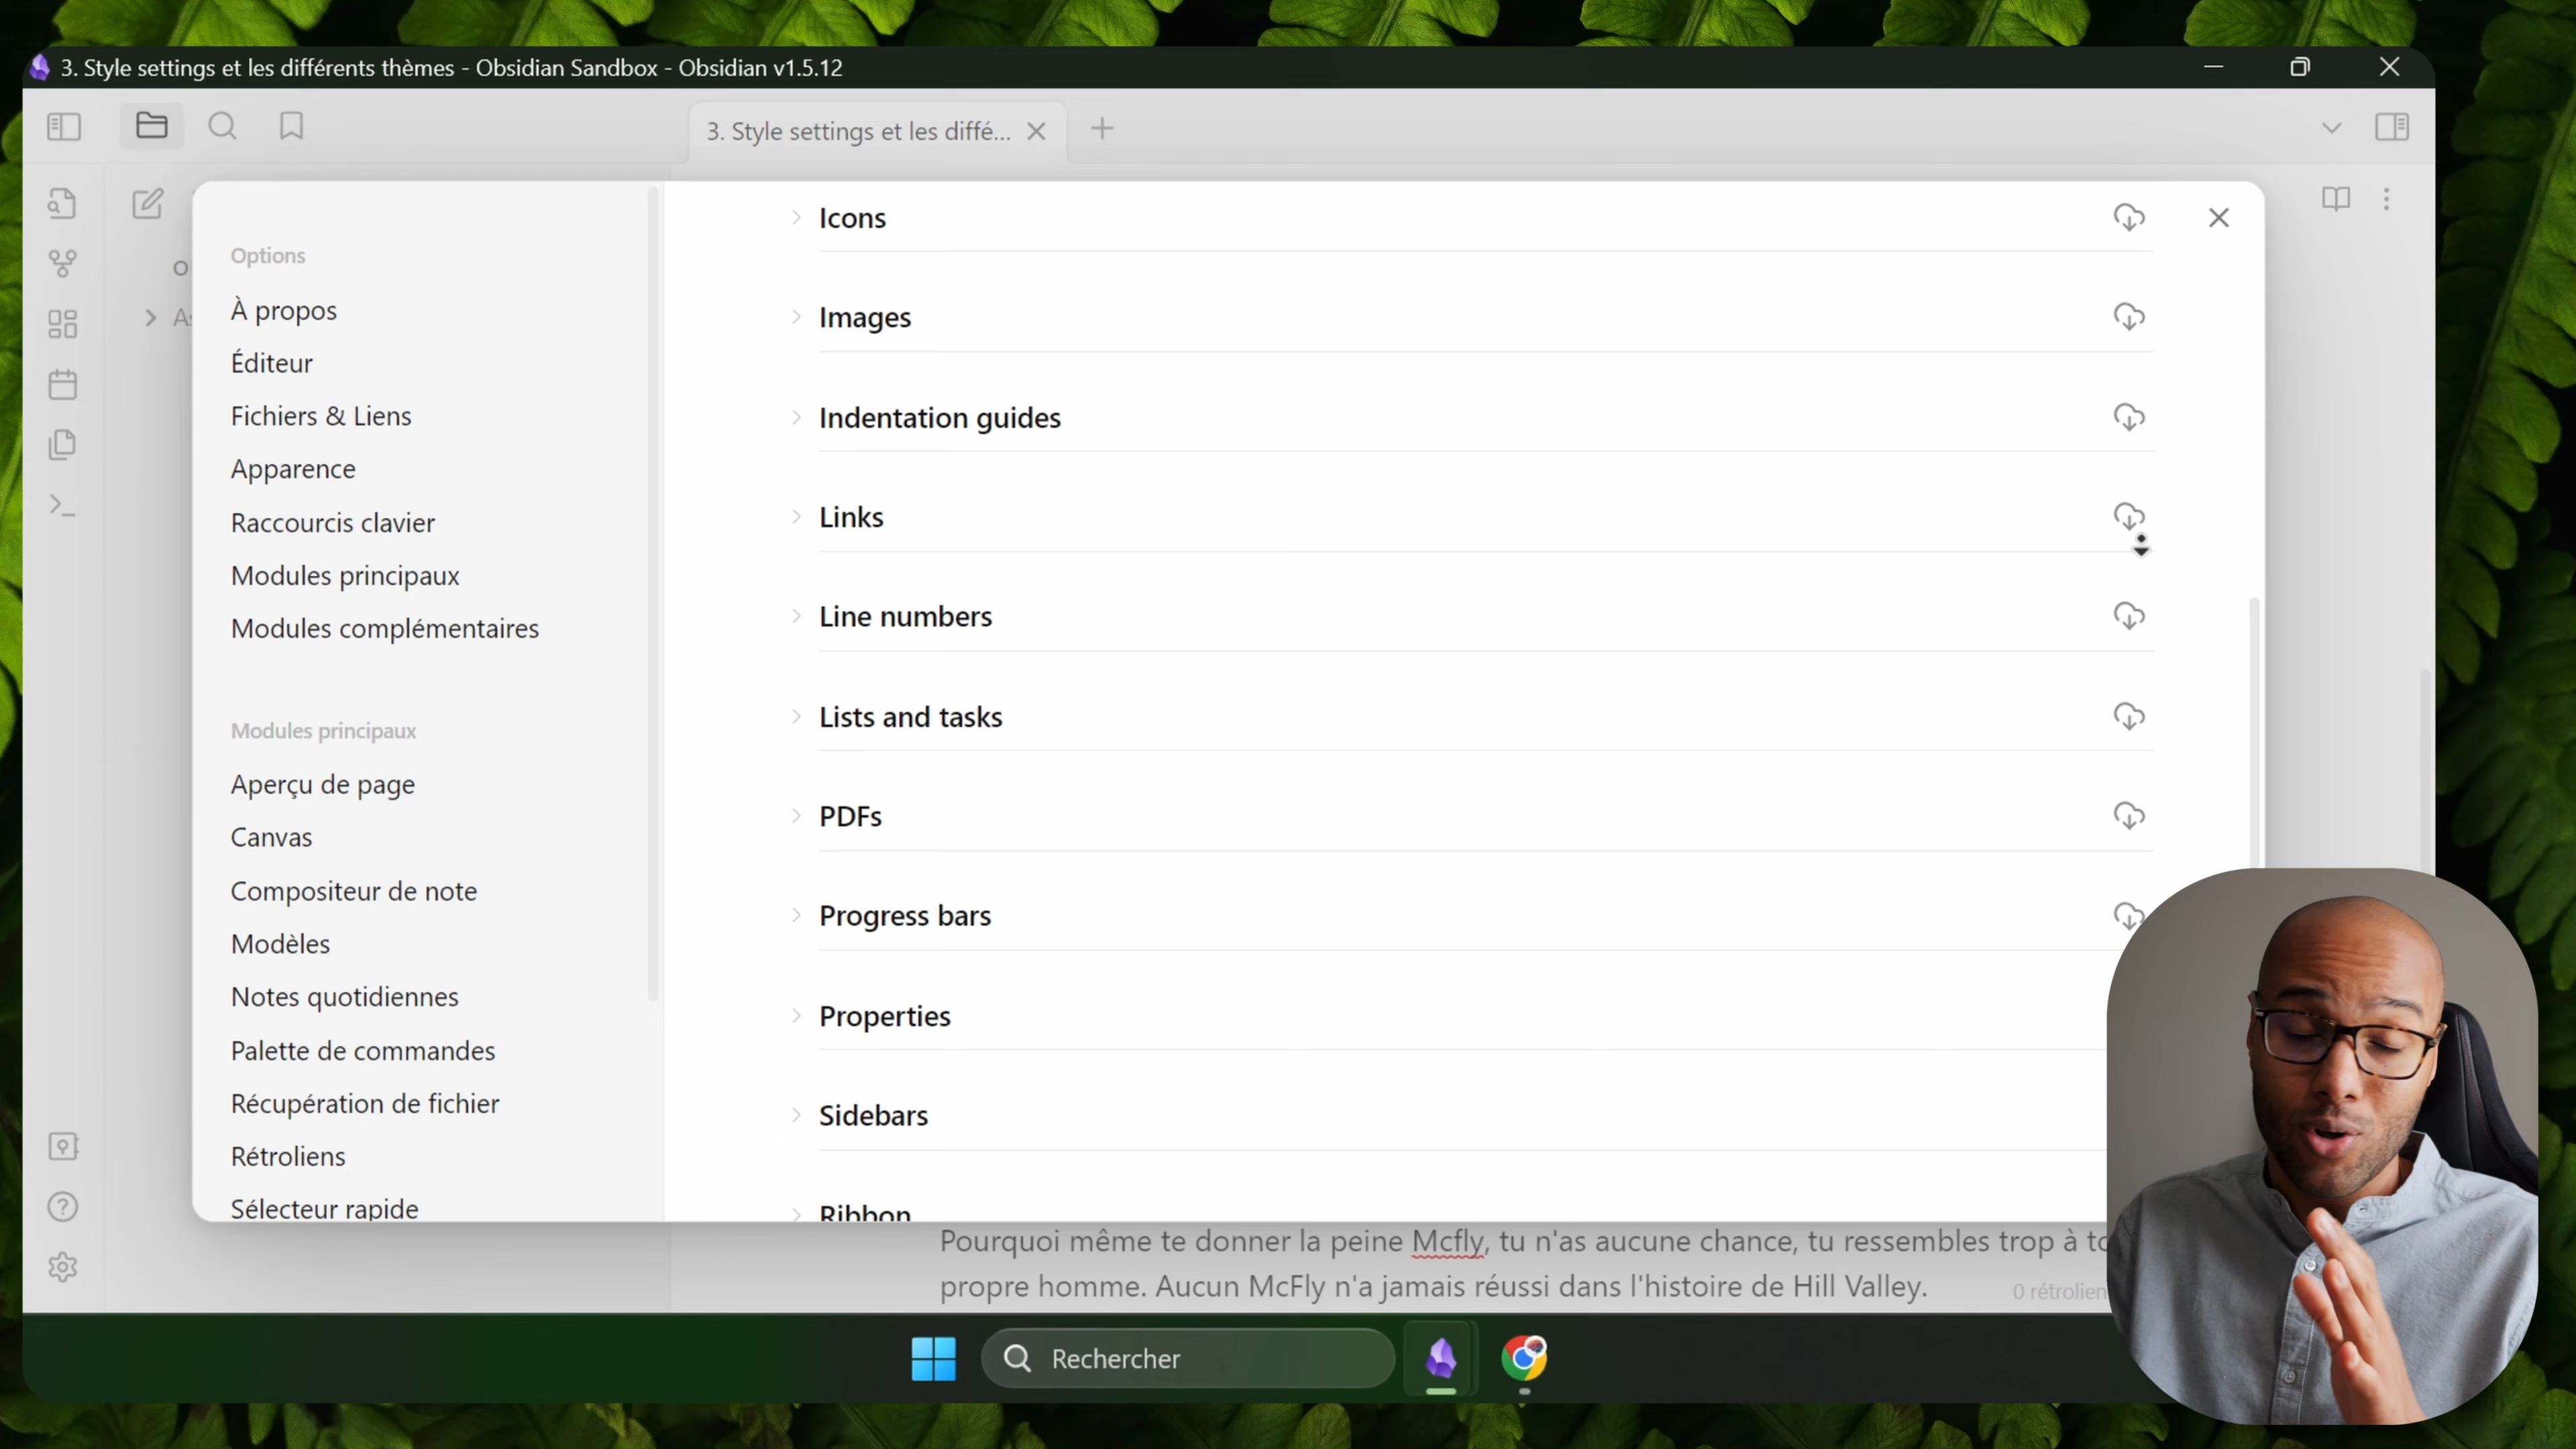 3. Style settings et les différents thèmes - Obsidian Sandbox - Obsidian v1.5.12
3. Style settings et les diffé...
Options
À propos
Éditeur
Fichiers & Liens
Apparence
Raccourcis clavier
Modules principaux
Modules complémentaires
Modules principaux
Aperçu de page
Canvas
Compositeur de note
Modèles
Notes quotidiennes
Palette de commandes
Récupération de fichier
Rétroliens
Sélecteur rapide
Icons
Images
Indentation guides
Links
Line numbers
Lists and tasks
PDFs
Progress bars
Properties
Sidebars
Ribbon
Pourquoi même te donner la peine Mcfly, tu n'as aucune chance, tu ressembles trop à
propre homme. Aucun McFly n'a jamais réussi dans l'histoire de Hill Valley.
0 rétrolien
Rechercher